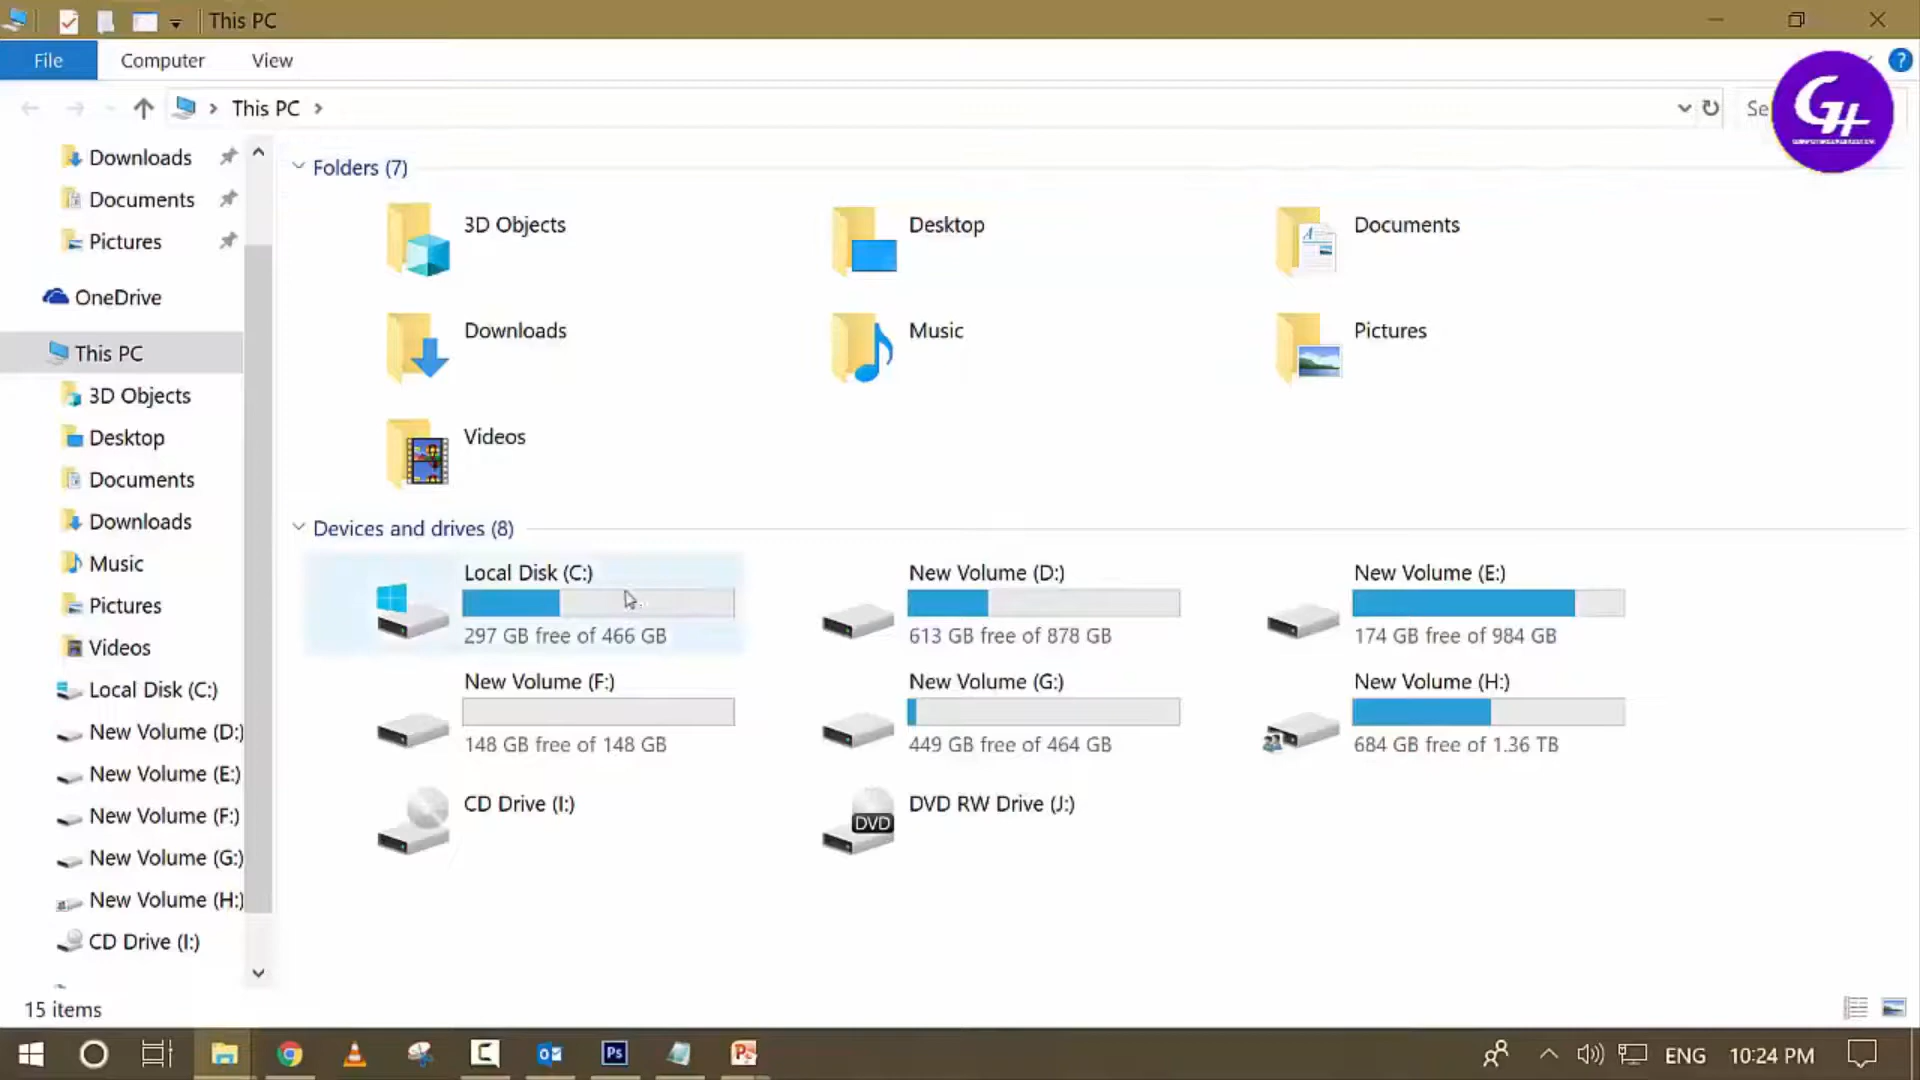 This PC
File
Computer
View
?
This PC
Se
GH
Downloads
Documents
Pictures
OneDrive
This PC
3D Objects
Desktop
Documents
Downloads
Music
Pictures
Videos
Local Disk (C:)
New Volume (D:)
New Volume (E:)
New Volume (F:)
New Volume (G:)
New Volume (H:)
CD Drive (I:)
Folders (7)
3D Objects
Desktop
Documents
Downloads
Music
Pictures
Videos
Devices and drives (8)
Local Disk (C:)
297 GB free of 466 GB
New Volume (D:)
613 GB free of 878 GB
New Volume (E:)
174 GB free of 984 GB
New Volume (F:)
148 GB free of 148 GB
New Volume (G:)
449 GB free of 464 GB
New Volume (H:)
684 GB free of 1.36 TB
CD Drive (I:)
DVD
DVD RW Drive (J:)
15 items
Ps
ENG
10:24 PM